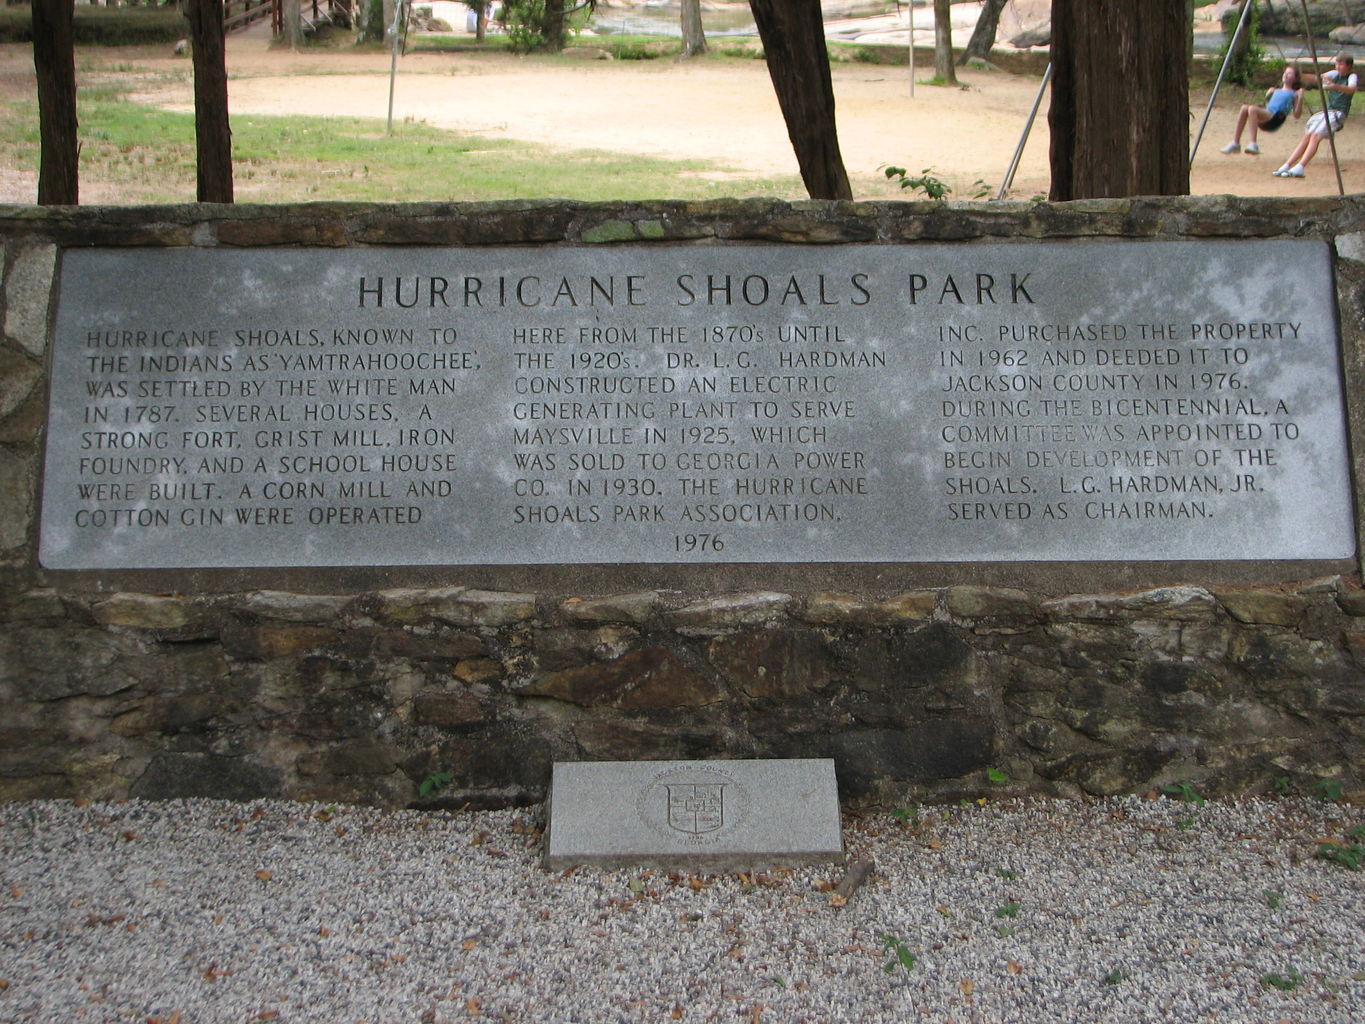 HURRICANE SHOALS PARK
HURRICANE SHOALS, KNOWN TO
THE INDIANS AS 'YAMTRAHOOCHEE',
WAS SETTLED BY THE WHITE MAN
IN 1787. SEVERAL HOUSES, A
STRONG FORT, GRIST MILL, IRON
FOUNDRY, AND A SCHOOL HOUSE
WERE BUILT. A CORN MILL AND
COTTON GIN WERE OPERATED
HERE FROM THE 1870's UNTIL
THE 1920's. DR. L.G. HARDMAN
CONSTRUCTED AN ELECTRIC
GENERATING PLANT TO SERVE
MAYSVILLE IN 1925, WHICH
WAS SOLD TO GEORGIA POWER
CO. IN 1930. THE HURRICANE
SHOALS PARK ASSOCIATION,
INC. PURCHASED THE PROPERTY
IN 1962 AND DEEDED IT TO
JACKSON COUNTY IN 1976.
DURING THE BICENTENNIAL, A
COMMITTEE WAS APPOINTED TO
BEGIN DEVELOPMENT OF THE
SHOALS. L.G. HARDMAN, JR.
SERVED AS CHAIRMAN.
1976
JACKSON COUNTY
GEORGIA